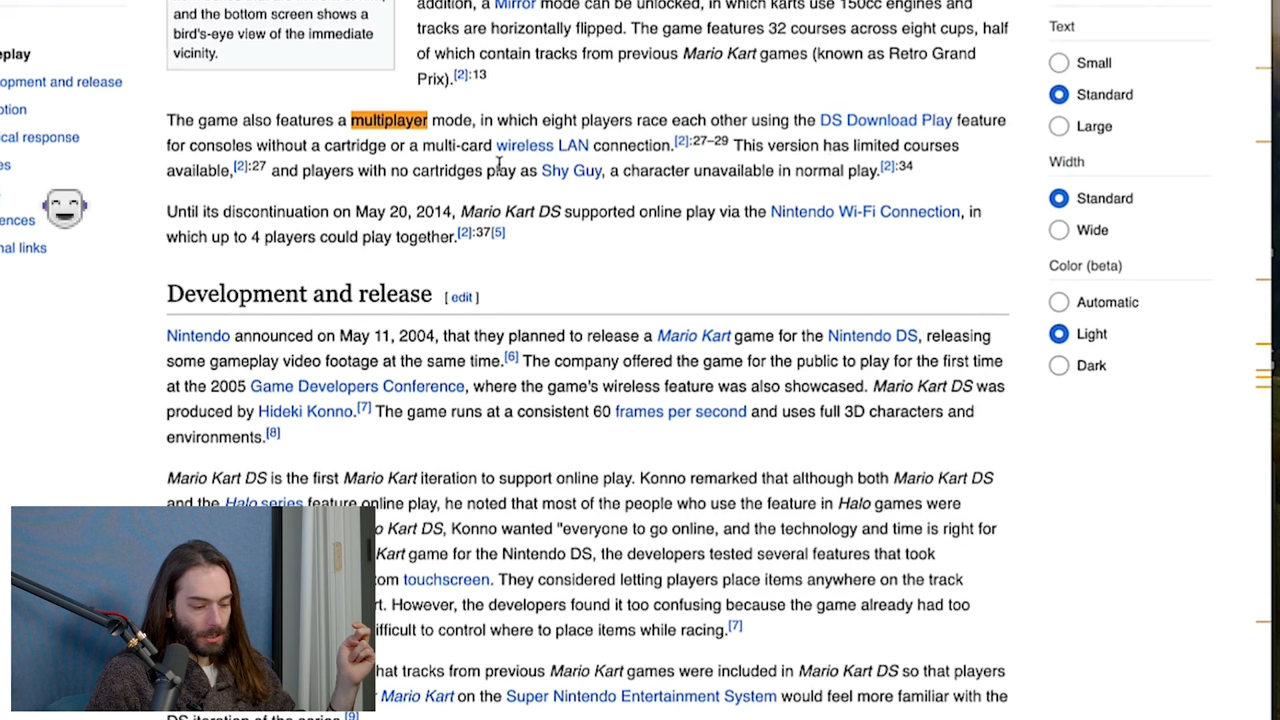 and the bottom screen shows a
bird's-eye view of the immediate
vicinity.
addition, a Mirror mode can be unlocked, in which karts use 150cc engines and
tracks are horizontally flipped. The game features 32 courses across eight cups, half
of which contain tracks from previous Mario Kart games (known as Retro Grand
Prix).[2]:13
play
opment and release
tion
ical response
es
ences
nal links
The game also features a multiplayer mode, in which eight players race each other using the DS Download Play feature
for consoles without a cartridge or a multi-card wireless LAN connection.[2]:27–29 This version has limited courses
available,[2]:27 and players with no cartridges play as Shy Guy, a character unavailable in normal play.[2]:34
Until its discontinuation on May 20, 2014, Mario Kart DS supported online play via the Nintendo Wi-Fi Connection, in
which up to 4 players could play together.[2]:37[5]
Development and release [ edit ]
Nintendo announced on May 11, 2004, that they planned to release a Mario Kart game for the Nintendo DS, releasing
some gameplay video footage at the same time.[6] The company offered the game for the public to play for the first time
at the 2005 Game Developers Conference, where the game's wireless feature was also showcased. Mario Kart DS was
produced by Hideki Konno.[7] The game runs at a consistent 60 frames per second and uses full 3D characters and
environments.[8]
Mario Kart DS is the first Mario Kart iteration to support online play. Konno remarked that although both Mario Kart DS
and the Halo series feature online play, he noted that most of the people who use the feature in Halo games were
o Kart DS, Konno wanted "everyone to go online, and the technology and time is right for
Kart game for the Nintendo DS, the developers tested several features that took
om touchscreen. They considered letting players place items anywhere on the track
rt. However, the developers found it too confusing because the game already had too
ifficult to control where to place items while racing.[7]
hat tracks from previous Mario Kart games were included in Mario Kart DS so that players
Mario Kart on the Super Nintendo Entertainment System would feel more familiar with the
DS iteration of the series.[9]
Text
Small
Standard
Large
Width
Standard
Wide
Color (beta)
Automatic
Light
Dark